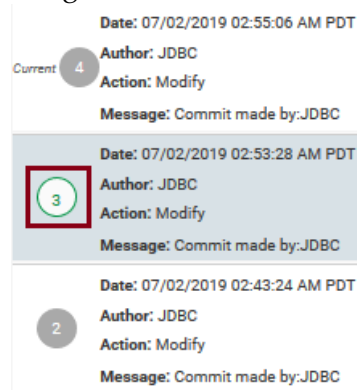 Date: 07/02/2019 02:55:06 AM PDT
Author: JDBC
Current 4
Action: Modify
Message: Commit made by:JDBC
Date: 07/02/2019 02:53:28 AM PDT
Author: JDBC
3
Action: Modify
Message: Commit made by:JDBC
Date: 07/02/2019 02:43:24 AM PDT
Author: JDBC
2
Action: Modify
Message: Commit made by:JDBC